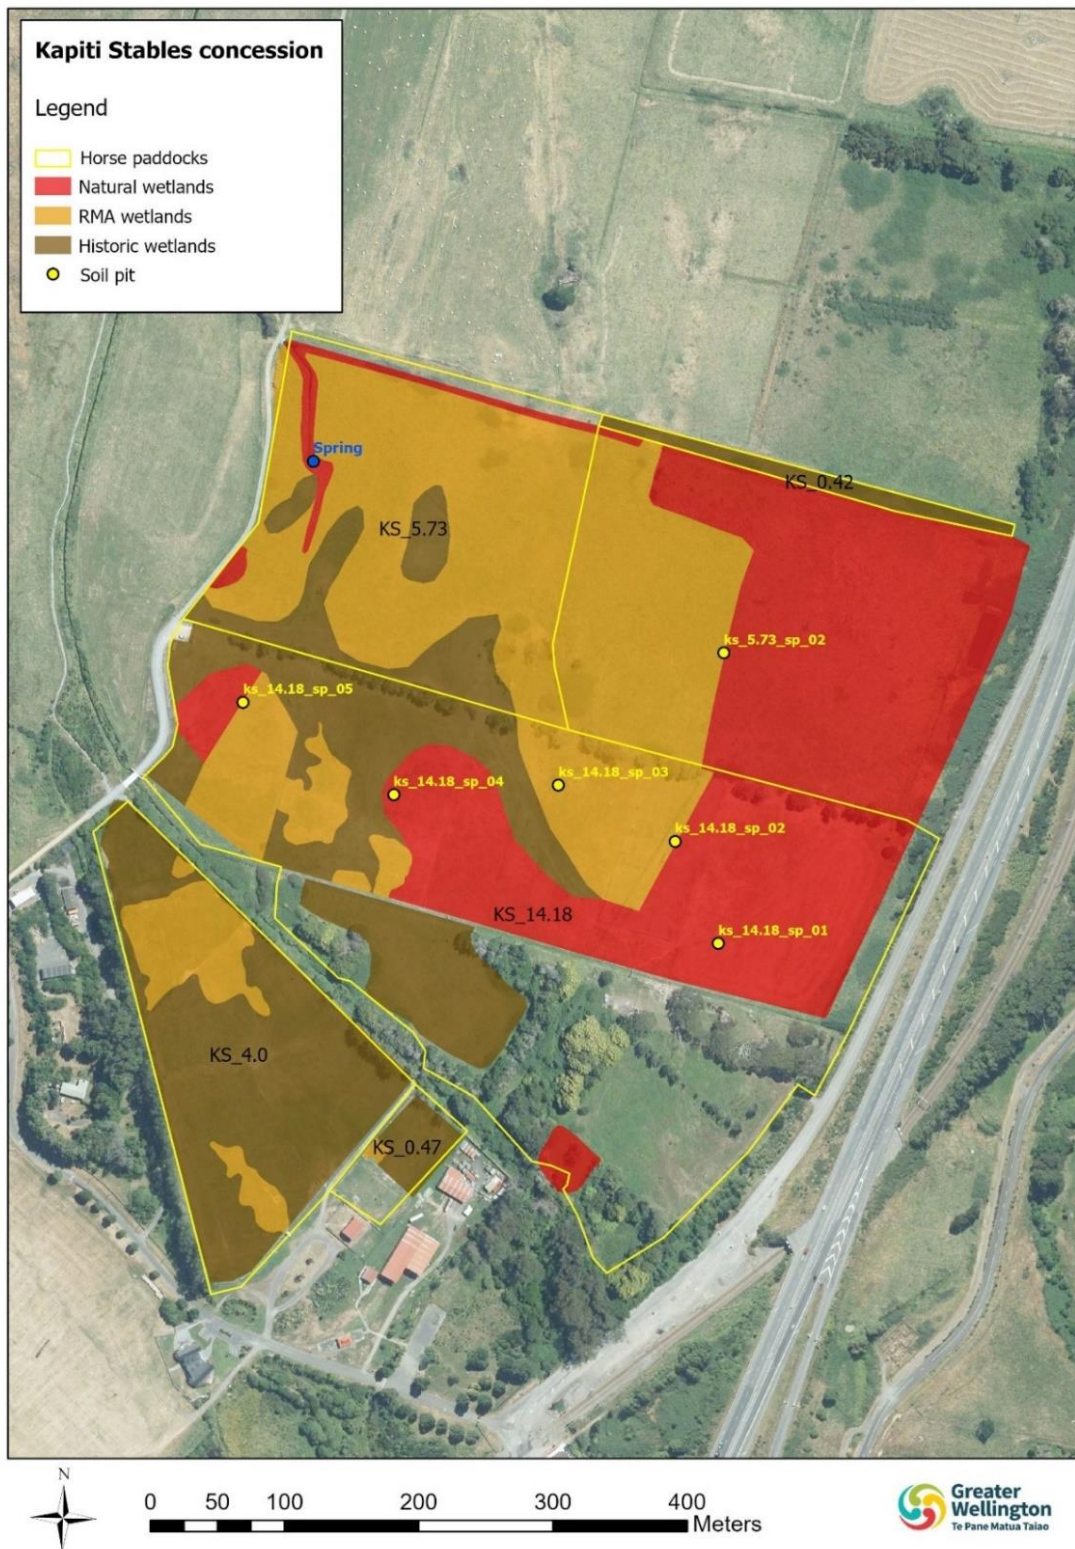 Kapiti Stables concession
Legend
Horse paddocks
Natural wetlands
RMA wetlands
Historic wetlands
Soil pit
Spring
KS_0.42
KS_5.73
ks_5.73_sp_02
ks_14.18_sp_05
ks_14.18_sp_03
ks_14.18_sp_04
ks_14.18_sp_02
KS_14.18
ks_14.18_sp_01
KS_4.0
KS_0.47
N
0 50 100 200 300 400
Meters
Greater
Wellington
Te Pane Matua Taiao